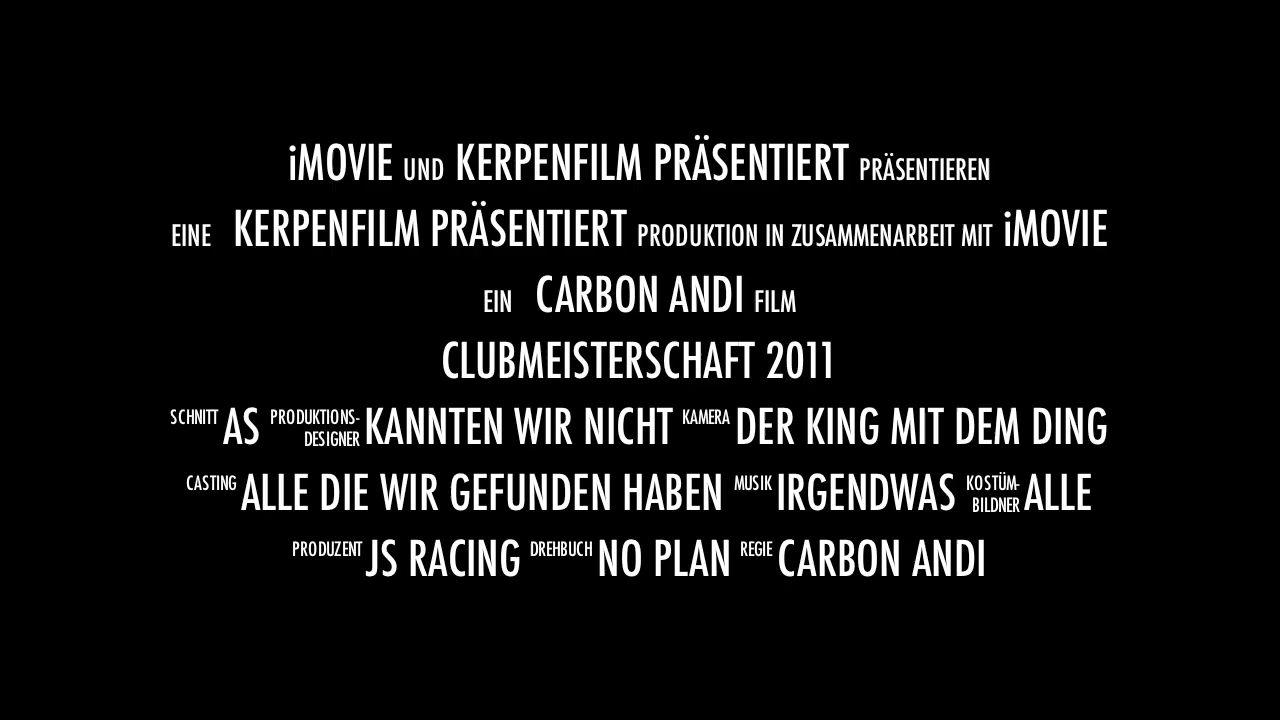 iMOVIE UND KERPENFILM PRÄSENTIERT PRÄSENTIEREN
EINE KERPENFILM PRÄSENTIERT PRODUKTION IN ZUSAMMENARBEIT MIT iMOVIE
EIN CARBON ANDI FILM
CLUBMEISTERSCHAFT 2011
SCHNITT AS PRODUKTIONS-DESIGNER KANNTEN WIR NICHT KAMERA DER KING MIT DEM DING
CASTING ALLE DIE WIR GEFUNDEN HABEN MUSIK IRGENDWAS KOSTÜM-BILDNER ALLE
PRODUZENT JS RACING DREHBUCH NO PLAN REGIE CARBON ANDI